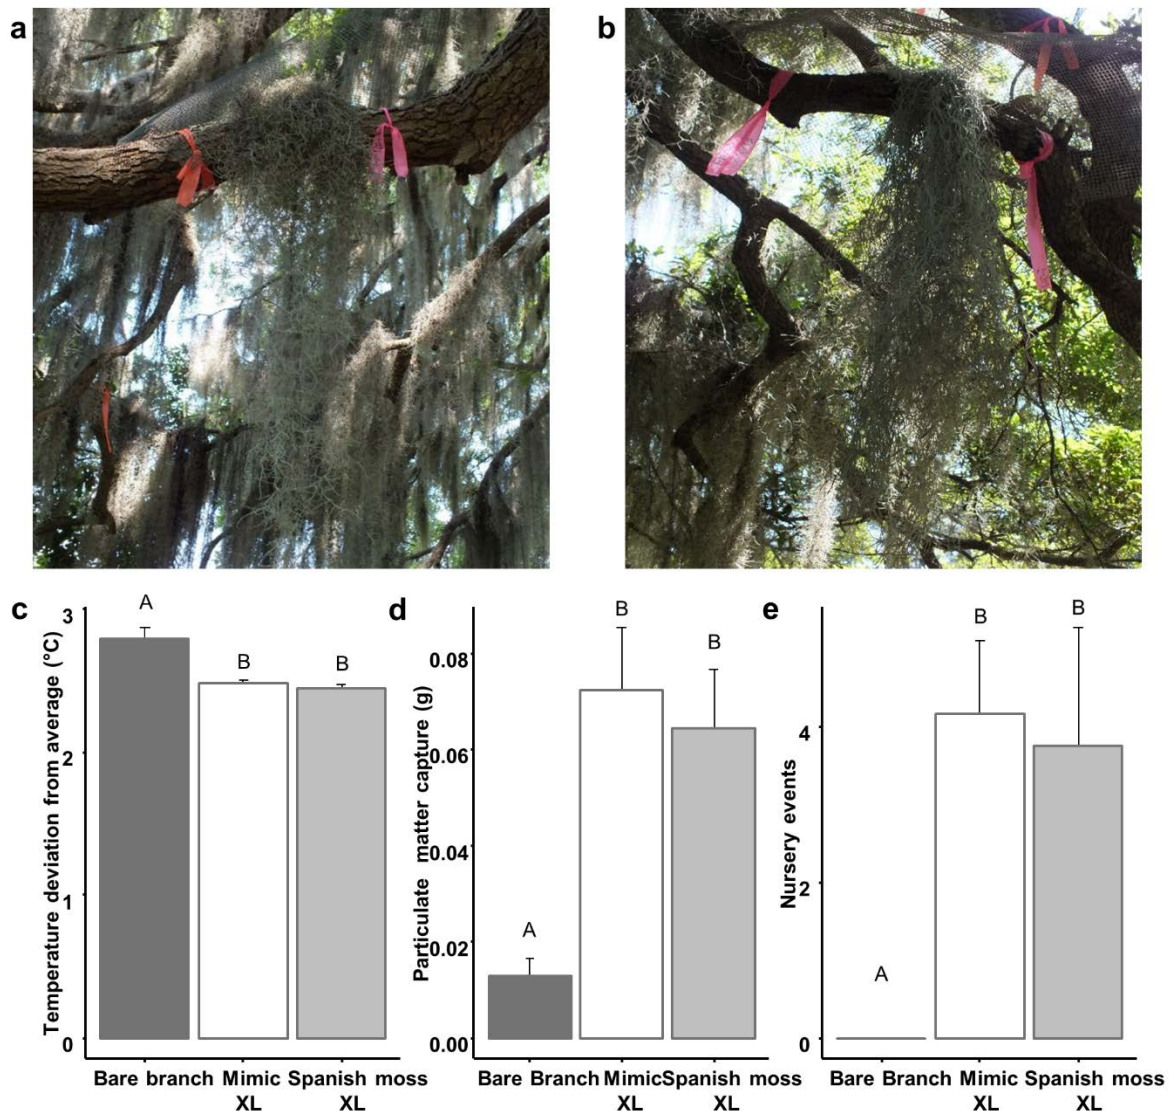 a
b
c
Temperature deviation from average (°C)
3
2
1
0
A
B
B
Bare branch Mimic Spanish moss
XL XL
d
Particulate matter capture (g)
0.08
0.06
0.04
0.02
0.00
A
B
B
Bare Branch Mimic Spanish moss
XL XL
e
Nursery events
4
2
0
A
B
B
Bare Branch Mimic Spanish moss
XL XL